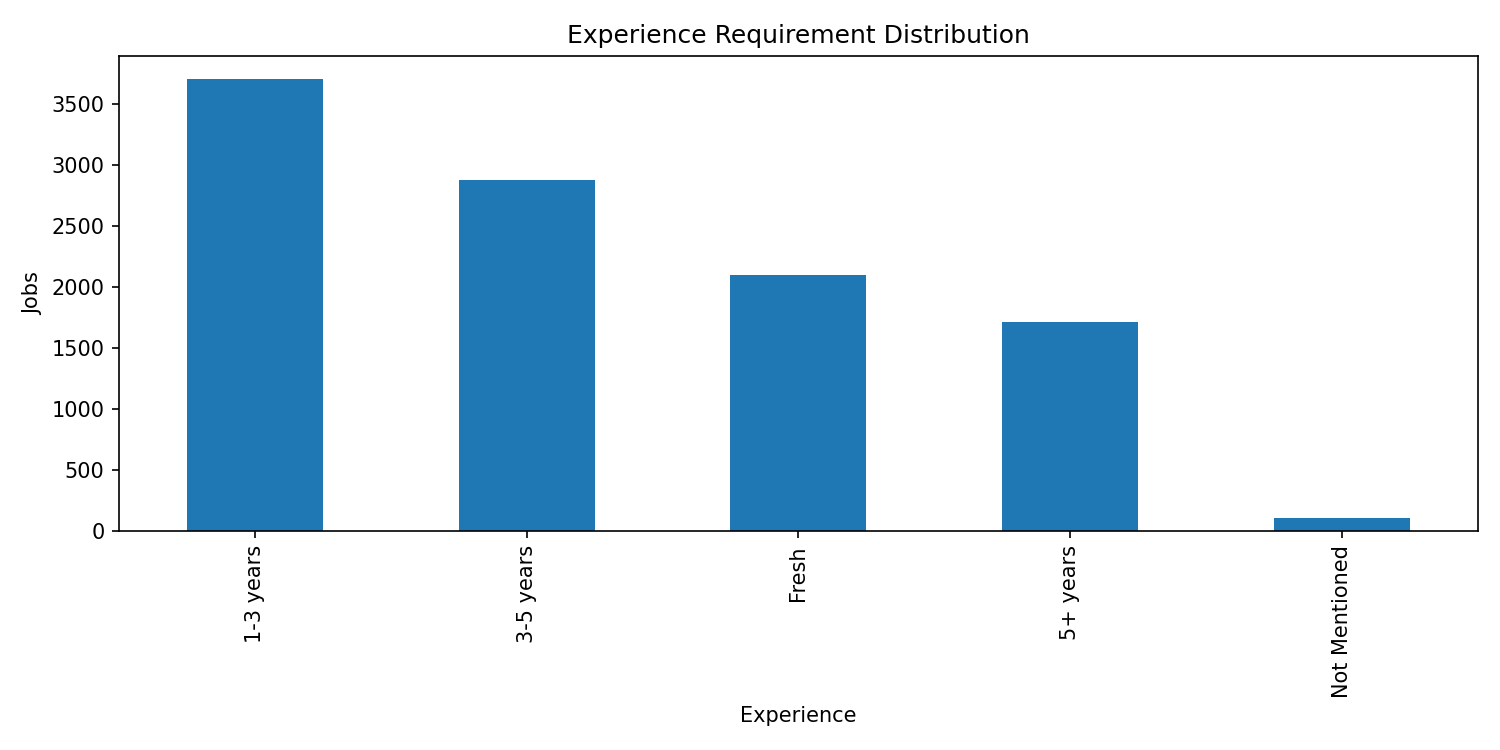 Experience Requirement Distribution
3500
3000
2500
2000
1500
1000
500
0
Jobs
1-3 years
3-5 years
Fresh
5+ years
Not Mentioned
Experience